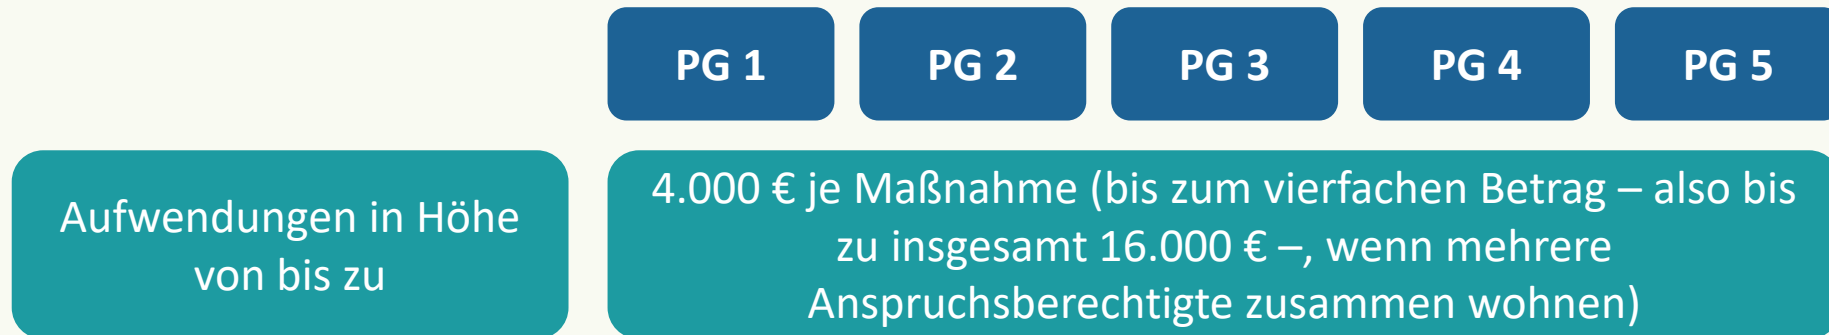 PG 1
PG 2
PG 3
PG 4
PG 5
Aufwendungen in Höhe
von bis zu
4.000 € je Maßnahme (bis zum vierfachen Betrag – also bis
zu insgesamt 16.000 € –, wenn mehrere
Anspruchsberechtigte zusammen wohnen)